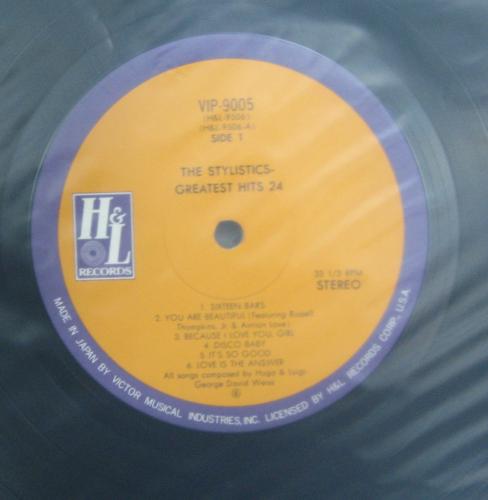 VIP-9005
(H&L-9506)
(H&L-9506-A)
SIDE 1
THE STYLISTICS-
GREATEST HITS 24
H&L
RECORDS
33 1/3 RPM
STEREO
1. SIXTEEN BARS
2. YOU ARE BEAUTIFUL (Featuring Russell
Thompkins, Jr. & Airrion Love)
3. BECAUSE I LOVE YOU, GIRL
4. DISCO BABY
5. IT'S SO GOOD
6. LOVE IS THE ANSWER
All songs composed by Hugo & Luigi
George David Weiss
MADE IN JAPAN BY VICTOR MUSICAL INDUSTRIES, INC. LICENSED BY H&L RECORDS CORP., U.S.A.